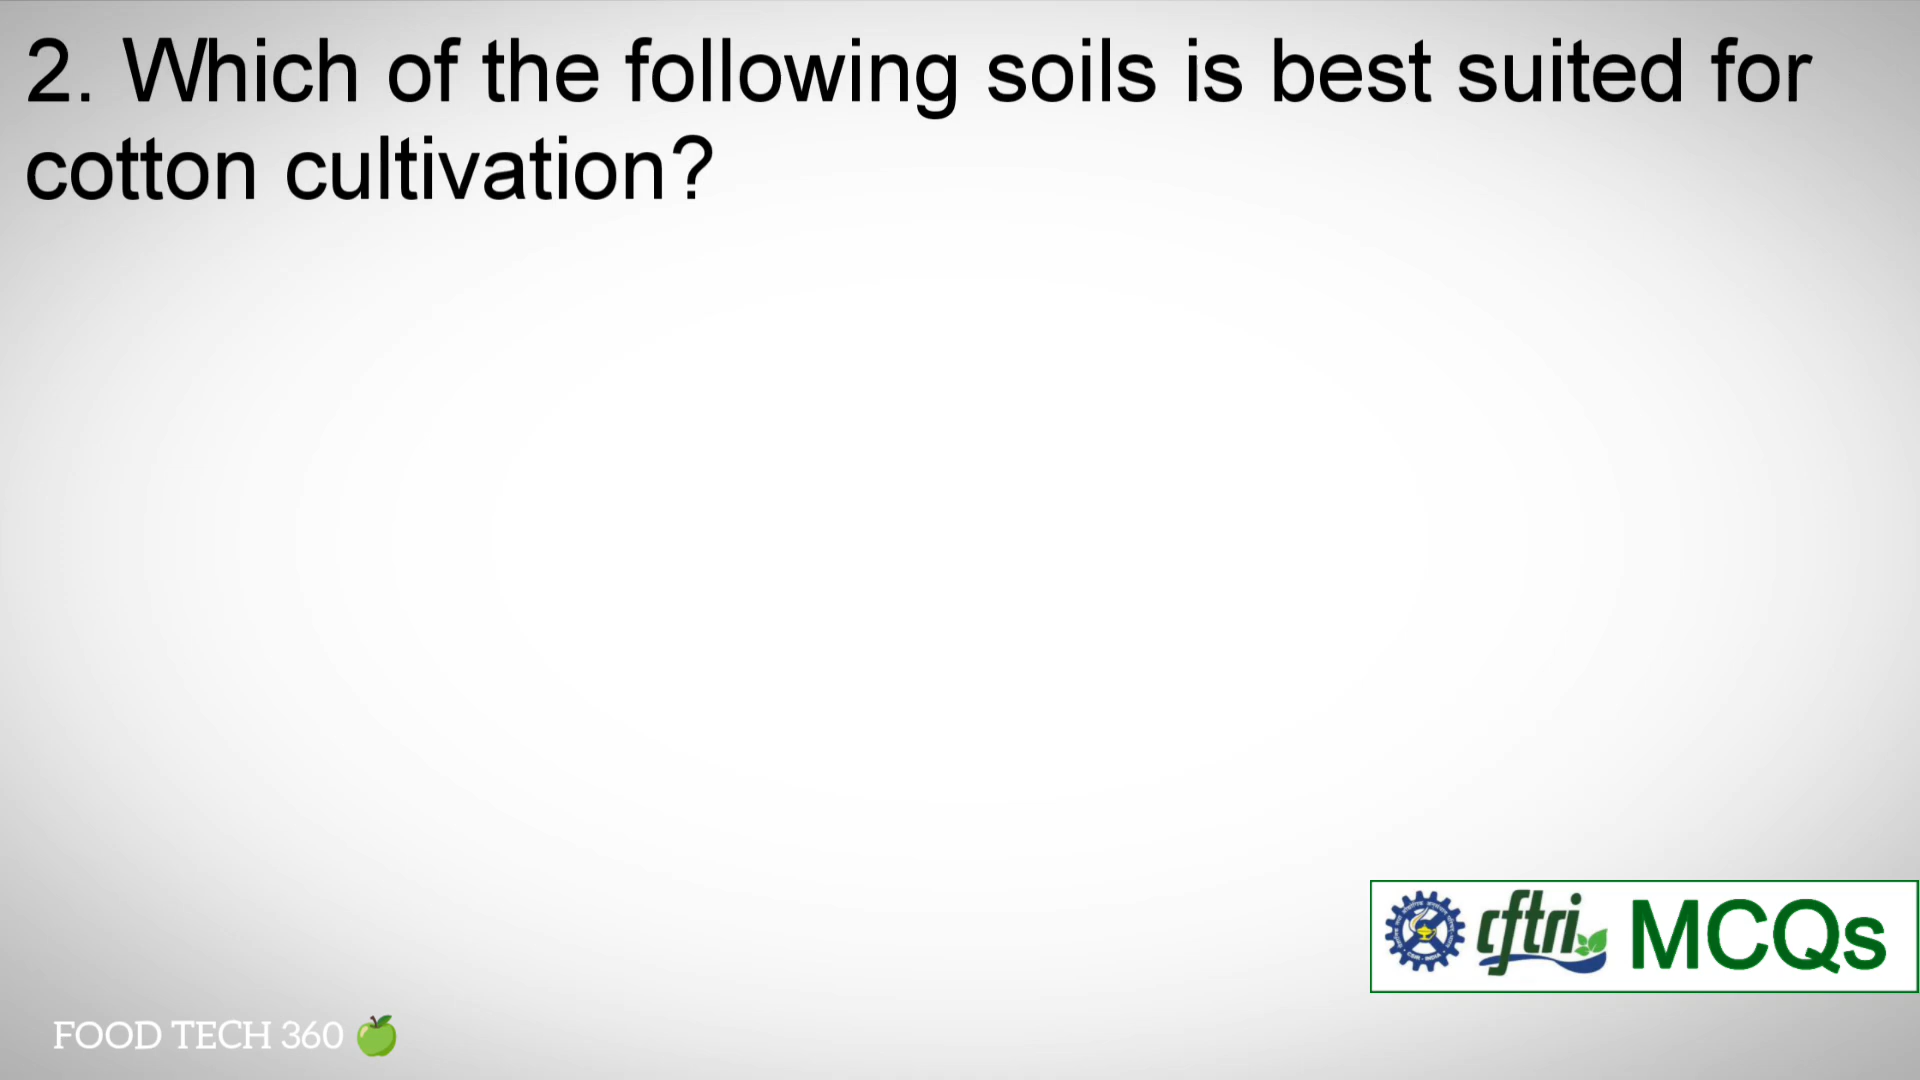 2. Which of the following soils is best suited for
cotton cultivation?
cftri MCQs
FOOD TECH 360